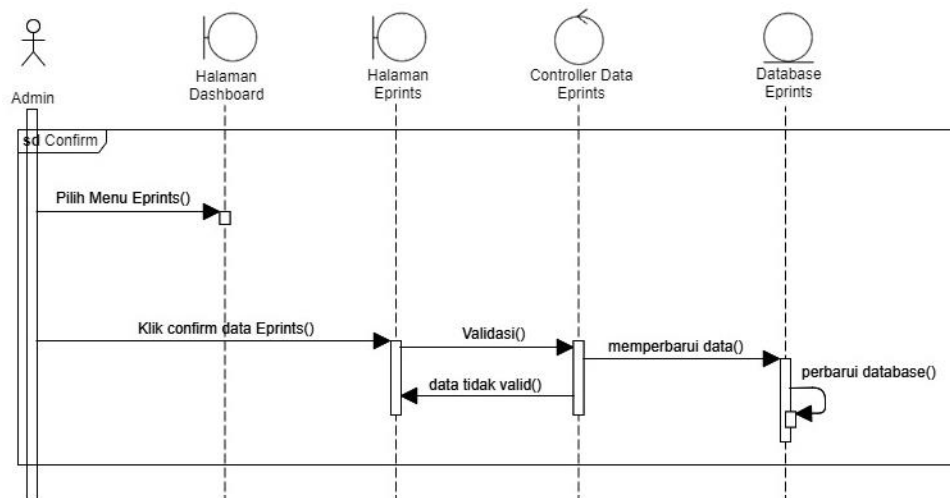 Admin
Halaman
Dashboard
Halaman
Eprints
Controller Data
Eprints
Database
Eprints
sd Confirm
Pilih Menu Eprints()
Klik confirm data Eprints()
Validasi()
memperbarui data()
data tidak valid()
perbarui database()